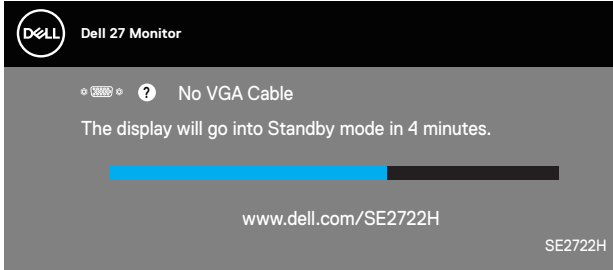 DELL
Dell 27 Monitor
? No VGA Cable
The display will go into Standby mode in 4 minutes.
www.dell.com/SE2722H
SE2722H